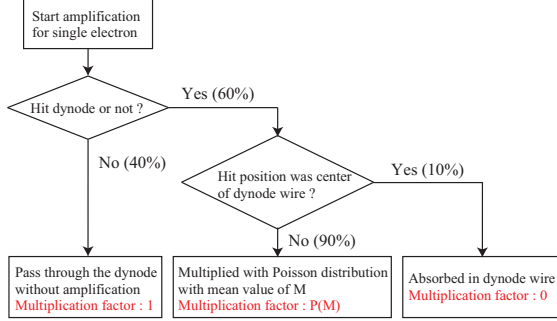 Start amplification
for single electron
Hit dynode or not ?
Yes (60%)
No (40%)
Hit position was center
of dynode wire ?
Yes (10%)
No (90%)
Pass through the dynode
without amplification
Multiplication factor : 1
Multiplied with Poisson distribution
with mean value of M
Multiplication factor : P(M)
Absorbed in dynode wire
Multiplication factor : 0